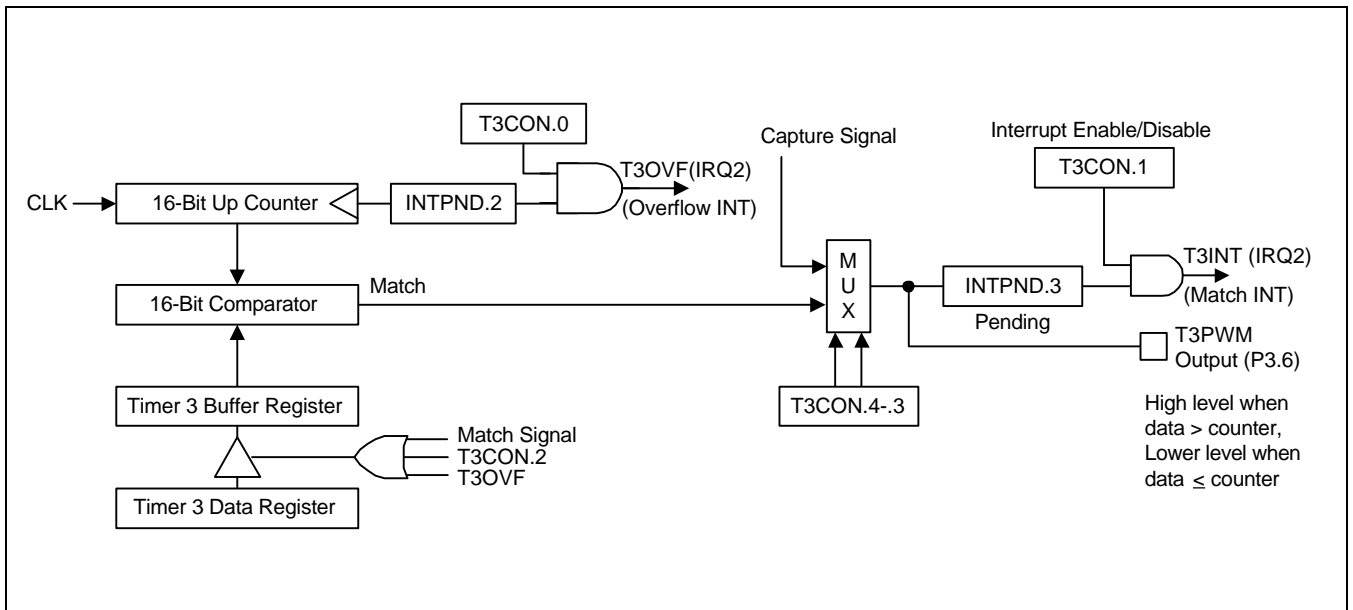 T3CON.0
Capture Signal
Interrupt Enable/Disable
T3CON.1
CLK
16-Bit Up Counter
INTPND.2
T3OVF(IRQ2)
(Overflow INT)
M
U
X
T3INT (IRQ2)
(Match INT)
16-Bit Comparator
Match
INTPND.3
Pending
T3PWM
Output (P3.6)
Timer 3 Buffer Register
T3CON.4-.3
High level when
data > counter,
Lower level when
data ≤ counter
Match Signal
T3CON.2
T3OVF
Timer 3 Data Register